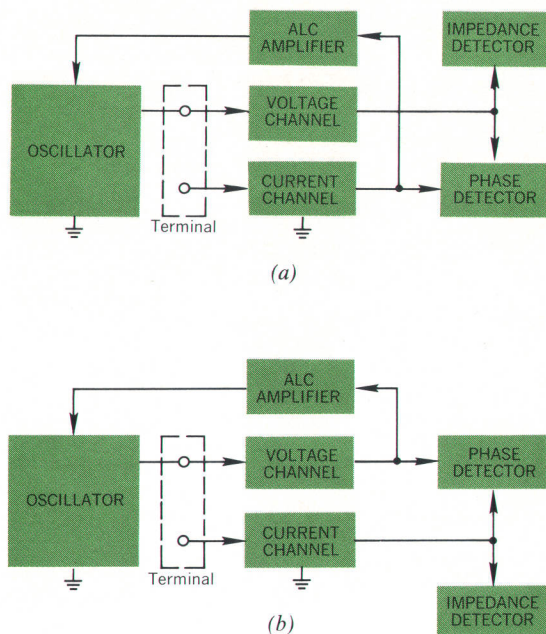 ALC
AMPLIFIER
IMPEDANCE
DETECTOR
OSCILLATOR
VOLTAGE
CHANNEL
CURRENT
CHANNEL
PHASE
DETECTOR
Terminal
(a)
ALC
AMPLIFIER
OSCILLATOR
VOLTAGE
CHANNEL
PHASE
DETECTOR
CURRENT
CHANNEL
Terminal
IMPEDANCE
DETECTOR
(b)